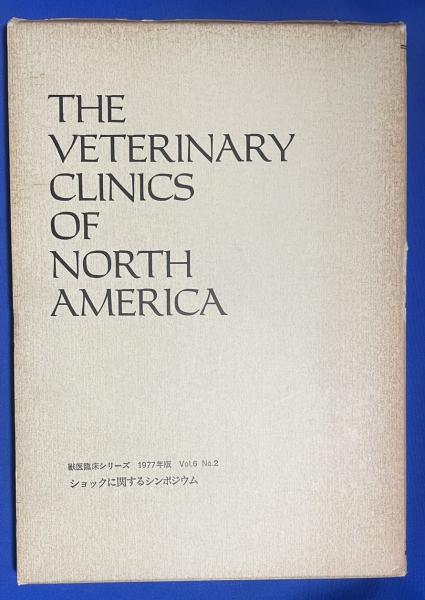 THE
VETERINARY
CLINICS
OF
NORTH
AMERICA
獣医臨床シリーズ 1977年版 Vol.6 No.2
ショックに関するシンポジウム